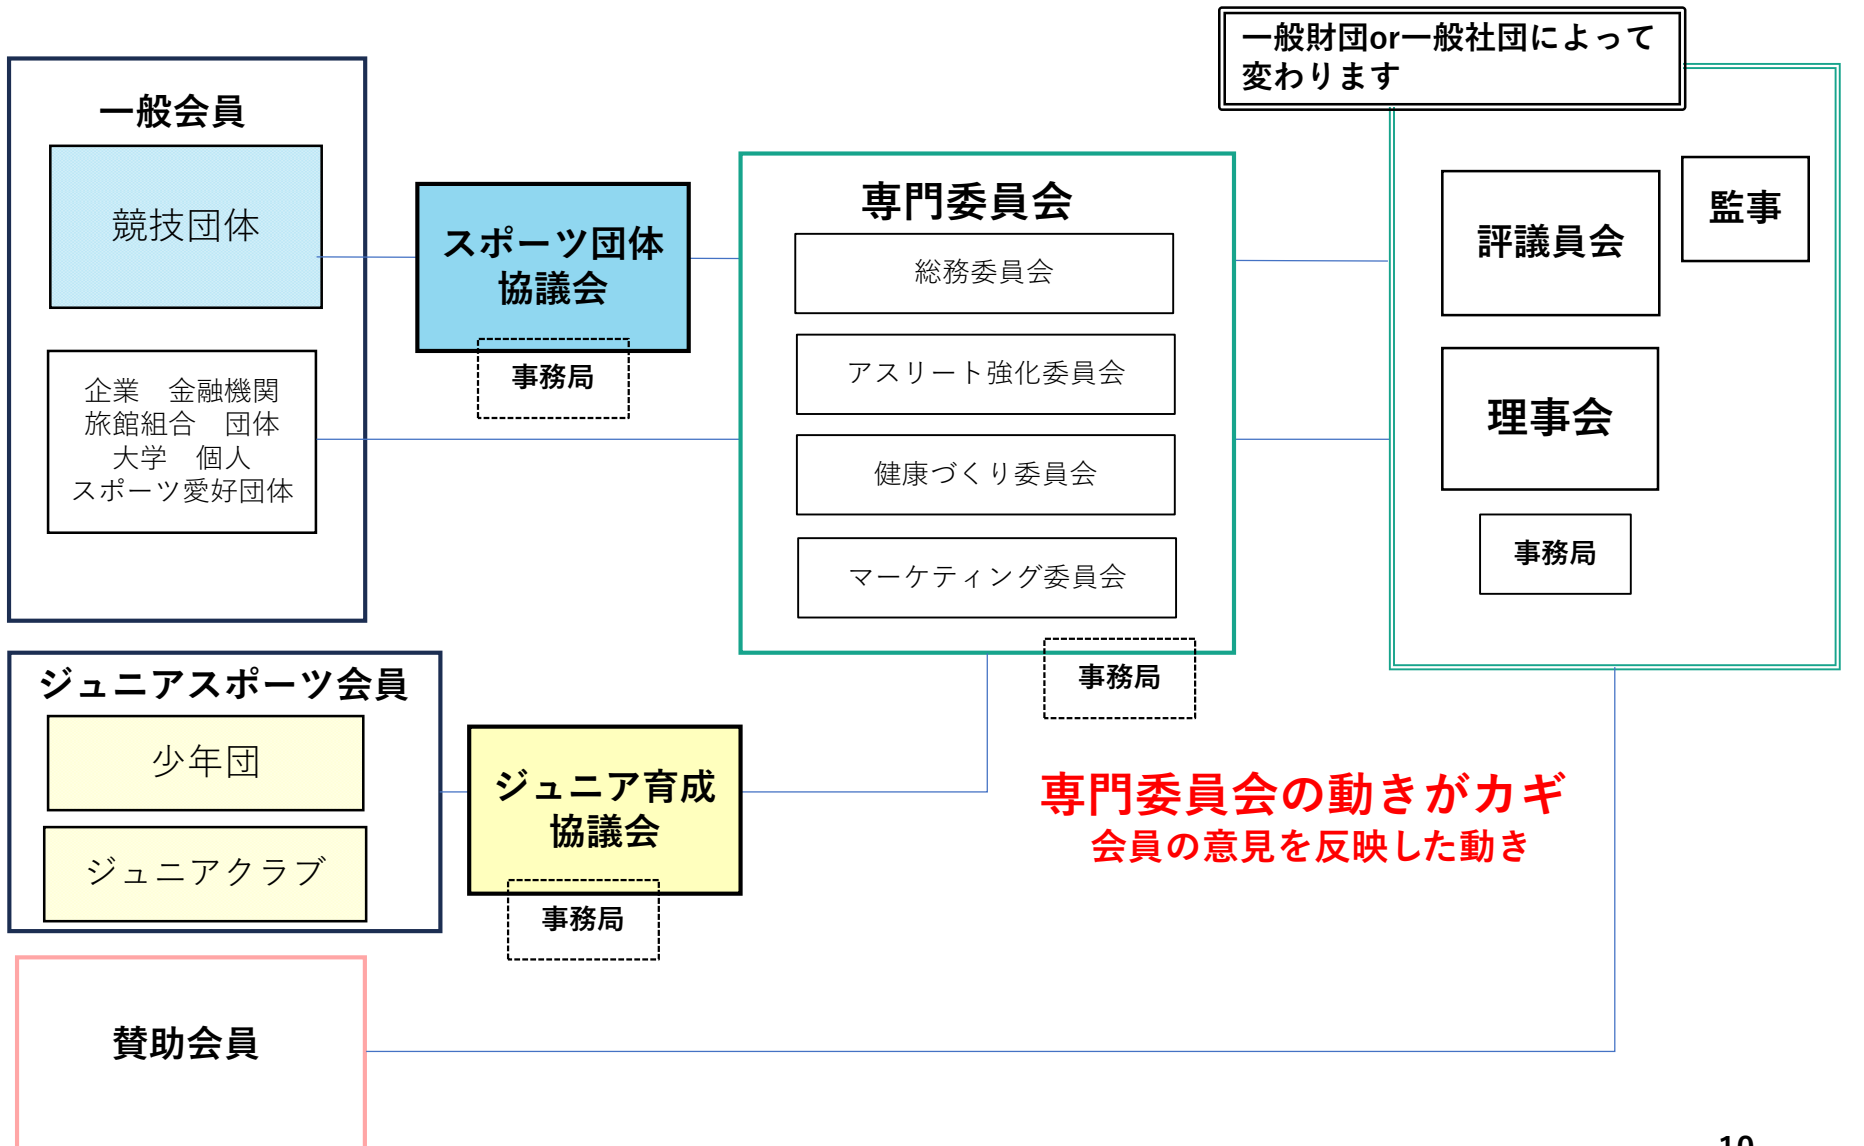 一般財団or一般社団によって
変わります
一般会員
競技団体
企業　金融機関
旅館組合　団体
大学　個人
スポーツ愛好団体
スポーツ団体
協議会
事務局
専門委員会
総務委員会
アスリート強化委員会
健康づくり委員会
マーケティング委員会
事務局
評議員会
監事
理事会
事務局
ジュニアスポーツ会員
少年団
ジュニアクラブ
ジュニア育成
協議会
事務局
専門委員会の動きがカギ
会員の意見を反映した動き
賛助会員
10